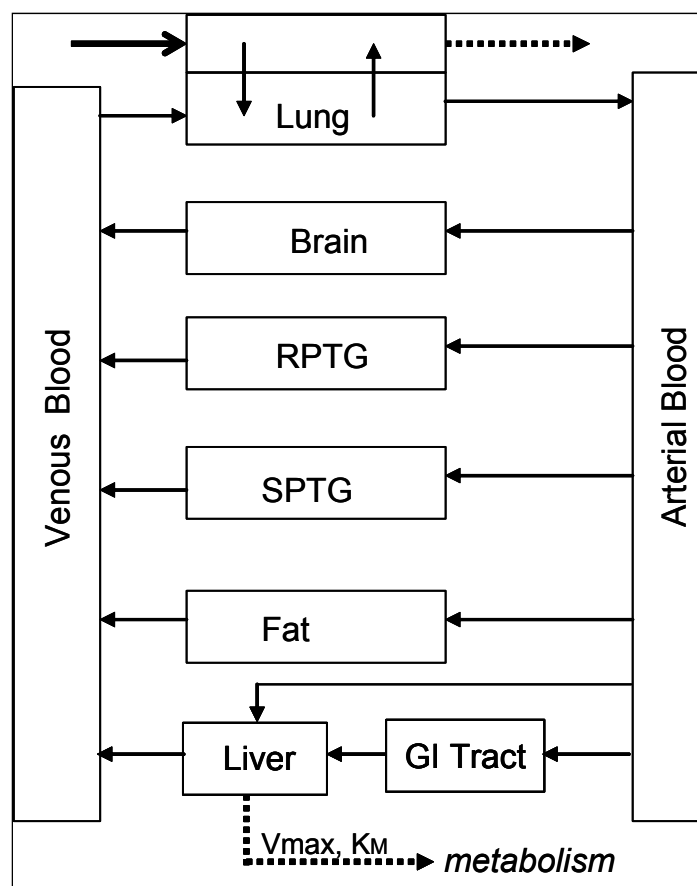 Lung
Brain
RPTG
SPTG
Fat
Liver
GI Tract
Venous Blood
Arterial Blood
Vmax, KM
metabolism